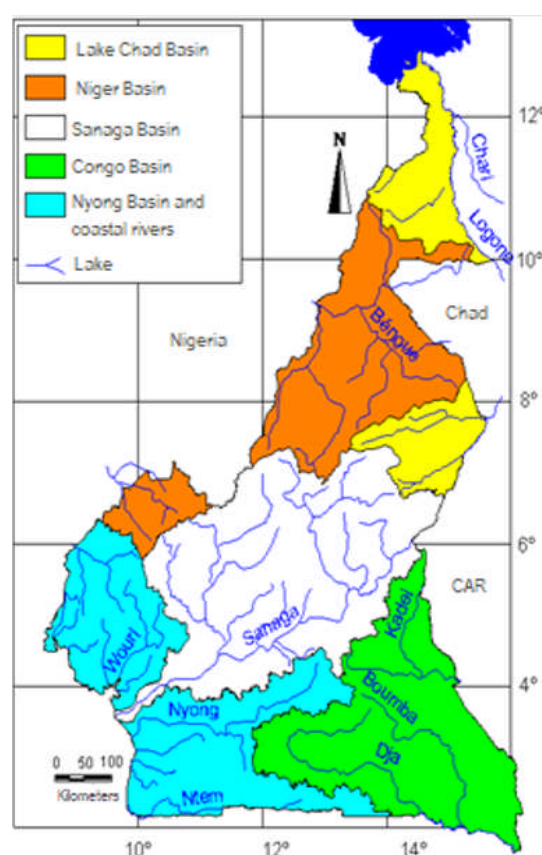 Lake Chad Basin
Niger Basin
Sanaga Basin
Congo Basin
Nyong Basin and
coastal rivers
Lake
N
12°
Chari
Logone
10°
Chad
Nigeria
Bénoué
8°
6°
CAR
Kadei
Sanaga
Wouri
4°
Boumba
Nyong
Dja
0 50 100
Kilometers
Ntem
10°
12°
14°